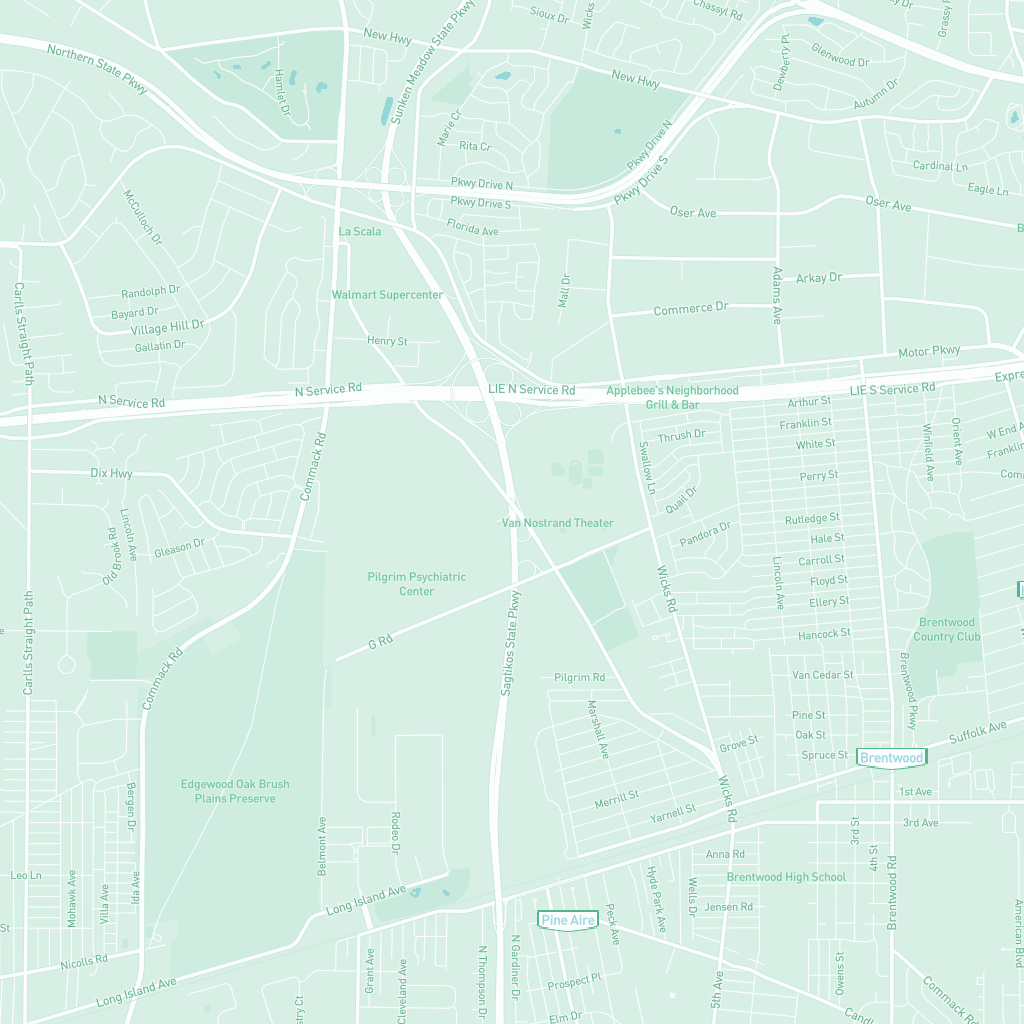 Sioux Dr
Wicks
Chassyl Rd
Grassy
New Hwy
Northern State Pkwy
Sunken Meadow State Pkwy
Hamlet Dr
New Hwy
Dewberry Pl
Glenwood Dr
Autumn Dr
Marie Cr
Rita Cr
Pkwy Drive N
Pkwy Drive S
Cardinal Ln
Eagle Ln
Pkwy Drive N
Pkwy Drive S
Oser Ave
Oser Ave
McCulloch Dr
La Scala
Florida Ave
B
Randolph Dr
Bayard Dr
Village Hill Dr
Gallatin Dr
Carlls Straight Path
Walmart Supercenter
Henry St
Mall Dr
Adams Ave
Arkay Dr
Commerce Dr
Motor Pkwy
Expre
N Service Rd
N Service Rd
LIE N Service Rd
Applebee's Neighborhood
Grill & Bar
LIE S Service Rd
Arthur St
Franklin St
White St
Thrush Dr
Swallow Ln
Winfield Ave
Orient Ave
W End A
Franklin
Perry St
Com
Dix Hwy
Commack Rd
Quail Dr
Pandora Dr
Rutledge St
Hale St
Carroll St
Floyd St
Ellery St
Lincoln Ave
Hancock St
Van Nostrand Theater
Lincoln Ave
Old Brook Rd
Gleason Dr
Pilgrim Psychiatric
Center
Wicks Rd
Brentwood
Country Club
Carlls Straight Path
G Rd
Commack Rd
Sagtikos State Pkwy
Pilgrim Rd
Van Cedar St
Brentwood Pkwy
Marshall Ave
Pine St
Oak St
Spruce St
Grove St
Suffolk Ave
Brentwood
Edgewood Oak Brush
Plains Preserve
Bergen Dr
Belmont Ave
Rodeo Dr
Merrill St
Yarnell St
Wicks Rd
1st Ave
3rd Ave
3rd St
4th St
Anna Rd
Brentwood High School
Jensen Rd
Leo Ln
Mohawk Ave
Villa Ave
Ida Ave
Long Island Ave
Hyde Park Ave
Wells Dr
Brentwood Rd
Pine Aire
Peck Ave
American Blvd
St
Nicolls Rd
Long Island Ave
Grant Ave
Cleveland Ave
N Thompson Dr
N Gardiner Dr
Prospect Pl
Elm Dr
5th Ave
Owens St
Commack Rd
stry Ct
Candl